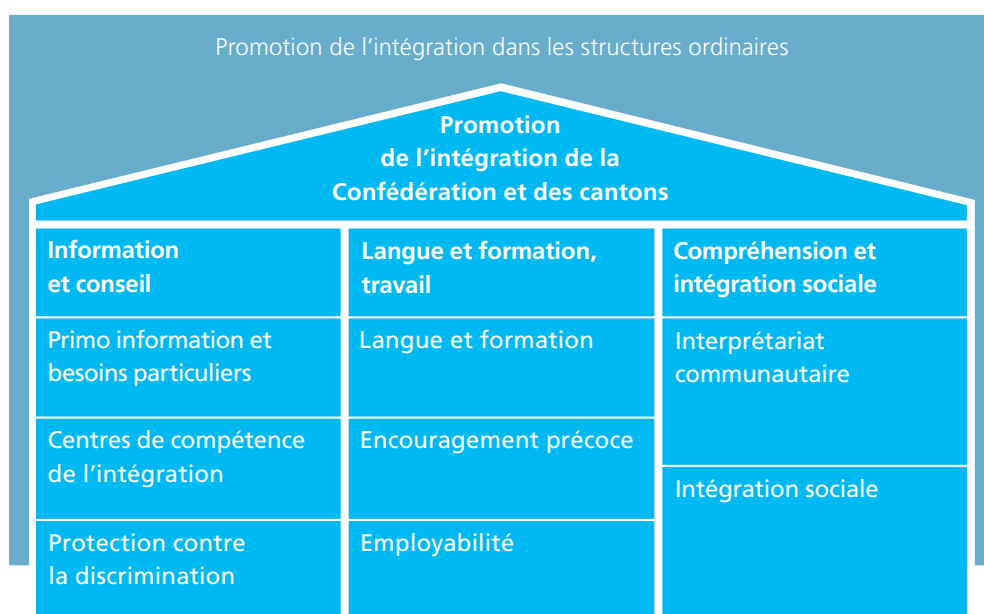 Promotion de l’intégration dans les structures ordinaires
Promotion
de l’intégration de la
Confédération et des cantons
Information
et conseil
Primo information et
besoins particuliers
Centres de compétence
de l’intégration
Protection contre
la discrimination
Langue et formation,
travail
Langue et formation
Encouragement précoce
Employabilité
Compréhension et
intégration sociale
Interprétariat
communautaire
Intégration sociale